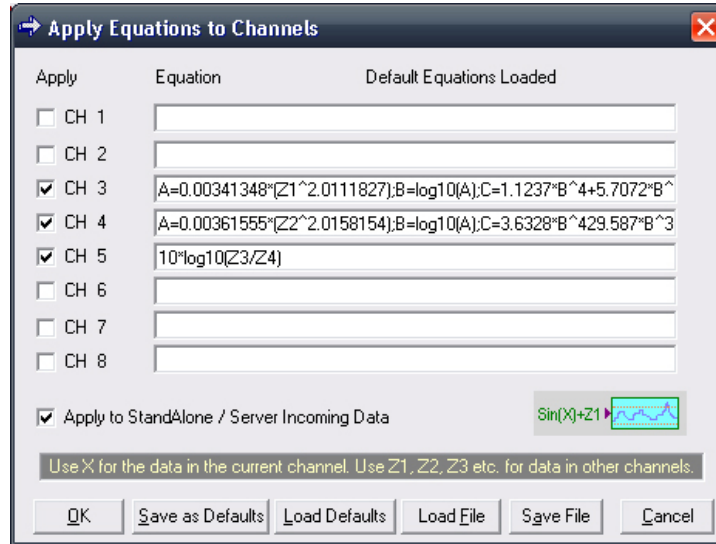 Apply Equations to Channels
Apply Equation Default Equations Loaded
CH 1
CH 2
CH 3 A=0.00341348*(Z1^2.0111827);B=log10(A);C=1.1237*B^4+5.7072*B^
CH 4 A=0.00361555*(Z2^2.0158154);B=log10(A);C=3.6328*B^429.587*B^3
CH 5 10*log10(Z3/Z4)
CH 6
CH 7
CH 8
Apply to StandAlone / Server Incoming Data Sin(X)+Z1
Use X for the data in the current channel. Use Z1, Z2, Z3 etc. for data in other channels.
OK Save as Defaults Load Defaults Load File Save File Cancel